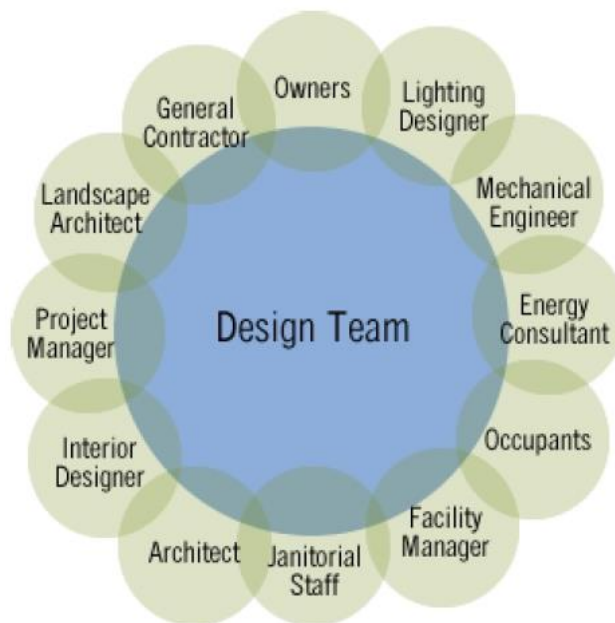 Owners
Lighting
Designer
Mechanical
Engineer
Energy
Consultant
Occupants
Facility
Manager
Janitorial
Staff
Architect
Interior
Designer
Project
Manager
Landscape
Architect
General
Contractor
Design Team